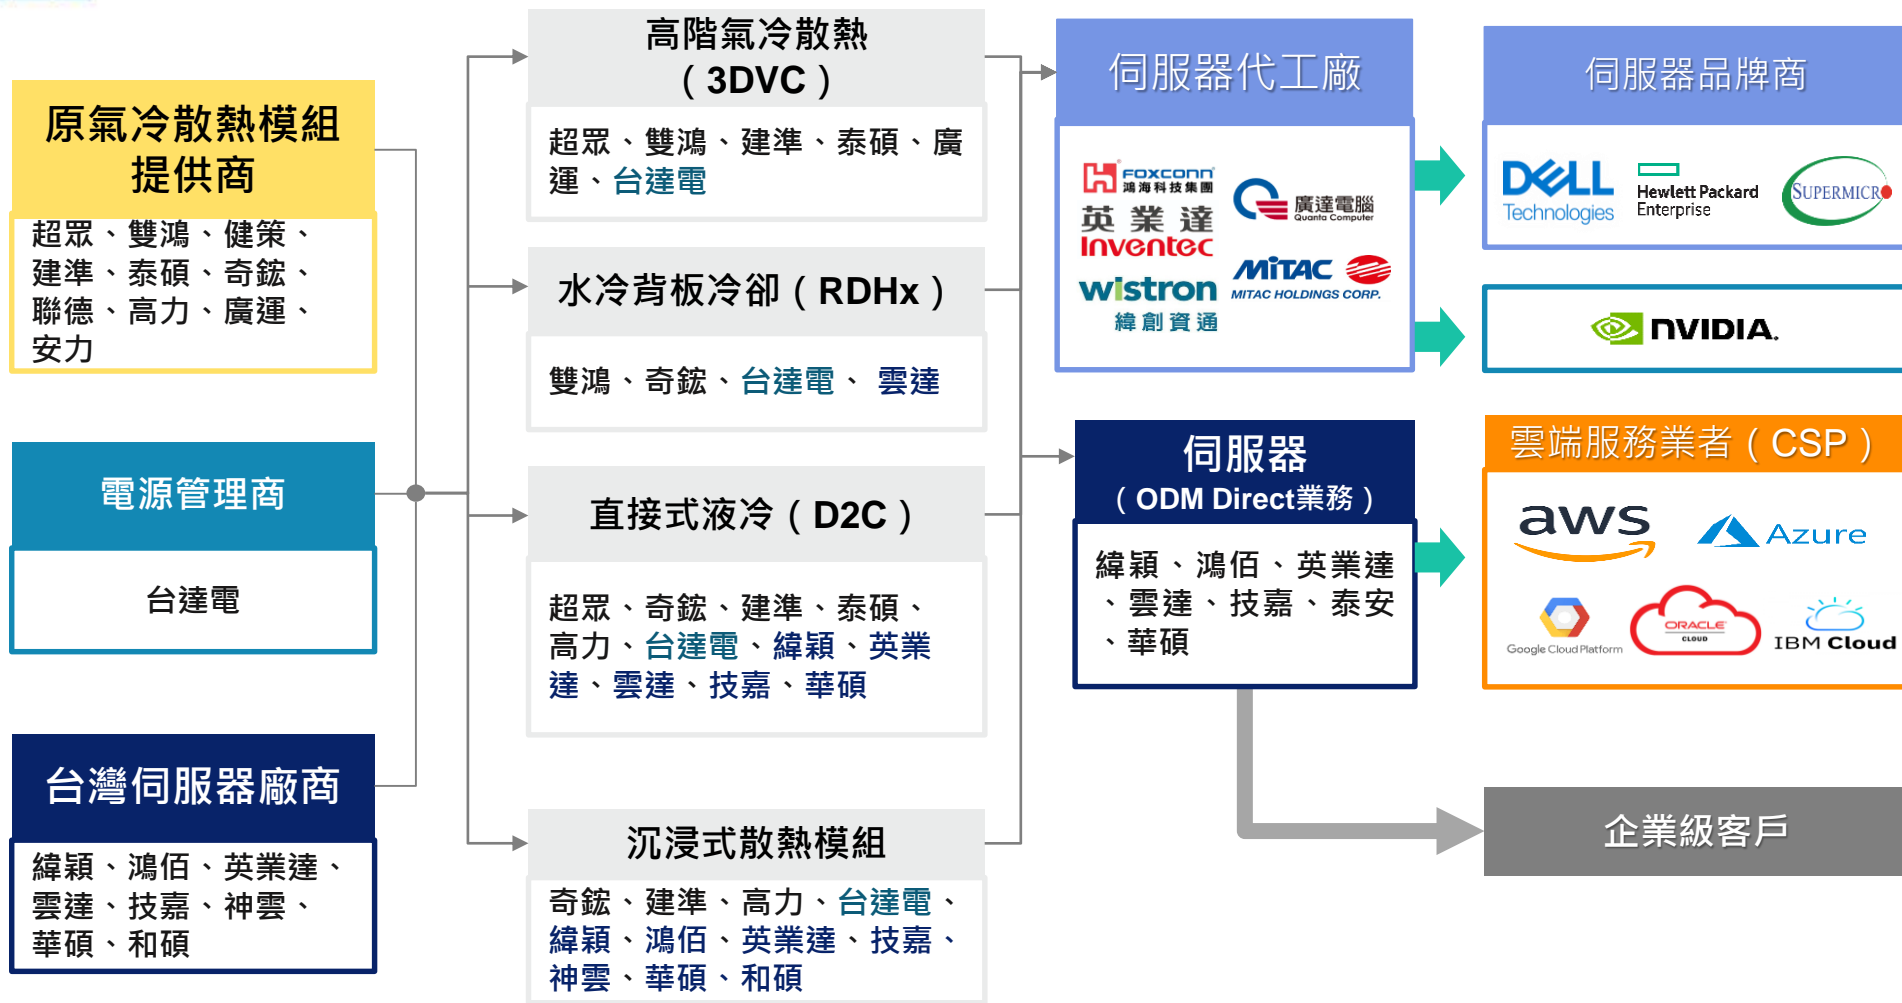 原氣冷散熱模組
提供商
超眾、雙鴻、健策、
建準、泰碩、奇鋐、
聯德、高力、廣運、
安力
電源管理商
台達電
台灣伺服器廠商
緯穎、鴻佰、英業達、
雲達、技嘉、神雲、
華碩、和碩
高階氣冷散熱
（3DVC）
超眾、雙鴻、建準、泰碩、廣
運、台達電
水冷背板冷卻（RDHx）
雙鴻、奇鋐、台達電、 雲達
直接式液冷（D2C）
超眾、奇鋐、建準、泰碩、
高力、台達電、緯穎、英業
達、雲達、技嘉、華碩
沉浸式散熱模組
奇鋐、建準、高力、台達電、
緯穎、鴻佰、英業達、技嘉、
神雲、華碩、和碩
伺服器代工廠
FOXCONN
鴻海科技集團
廣達電腦
Quanta Computer
英業達
Inventec
MiTAC
MITAC HOLDINGS CORP.
wistron
緯創資通
伺服器
（ODM Direct業務）
緯穎、鴻佰、英業達
、雲達、技嘉、泰安
、華碩
伺服器品牌商
DELL
Technologies
Hewlett Packard
Enterprise
SUPERMICRO
NVIDIA.
雲端服務業者（CSP）
aws
Azure
Google Cloud Platform
ORACLE
CLOUD
IBM Cloud
企業級客戶